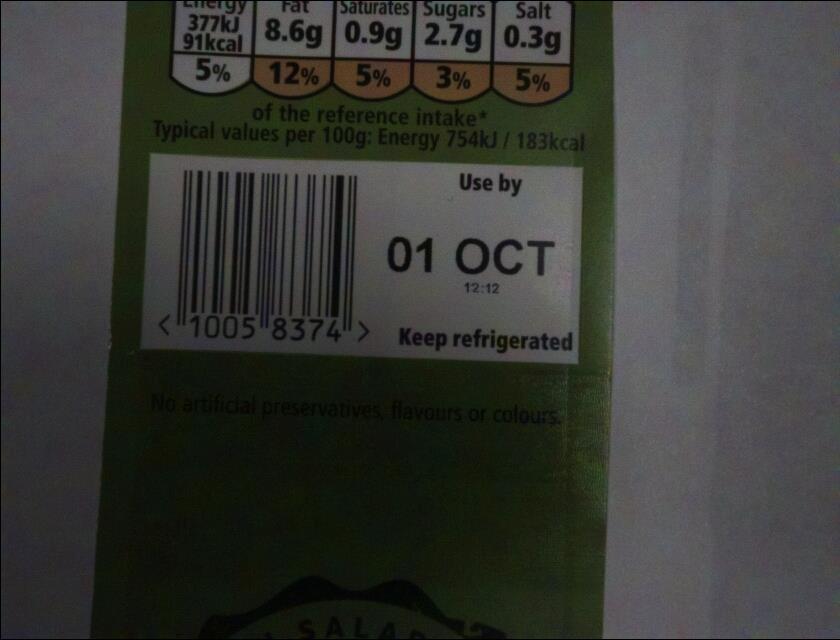 Energy Fat Saturates Sugars Salt
377kJ 8.6g 0.9g 2.7g 0.3g
91kcal
5% 12% 5% 3% 5%
of the reference intake*
Typical values per 100g: Energy 754kJ / 183kcal
Use by
01 OCT
12:12
< 1005 8374 >
Keep refrigerated
No artificial preservatives, flavours or colours.